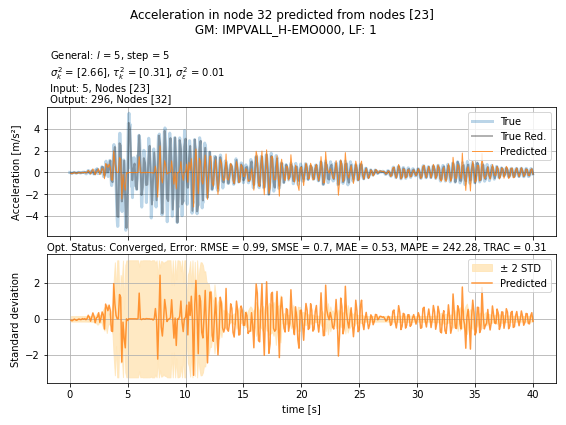 Acceleration in node 32 predicted from nodes [23]
GM: IMPVALL_H-EMO000, LF: 1
General: l = 5, step = 5
σ_k^2 = [2.66], τ_k^2 = [0.31], σ_ε^2 = 0.01
Input: 5, Nodes [23]
Output: 296, Nodes [32]
True
True Red.
Predicted
Acceleration [m/s²]
4
2
0
−2
−4
Opt. Status: Converged, Error: RMSE = 0.99, SMSE = 0.7, MAE = 0.53, MAPE = 242.28, TRAC = 0.31
± 2 STD
Predicted
Standard deviation
2
0
−2
0 5 10 15 20 25 30 35 40
time [s]